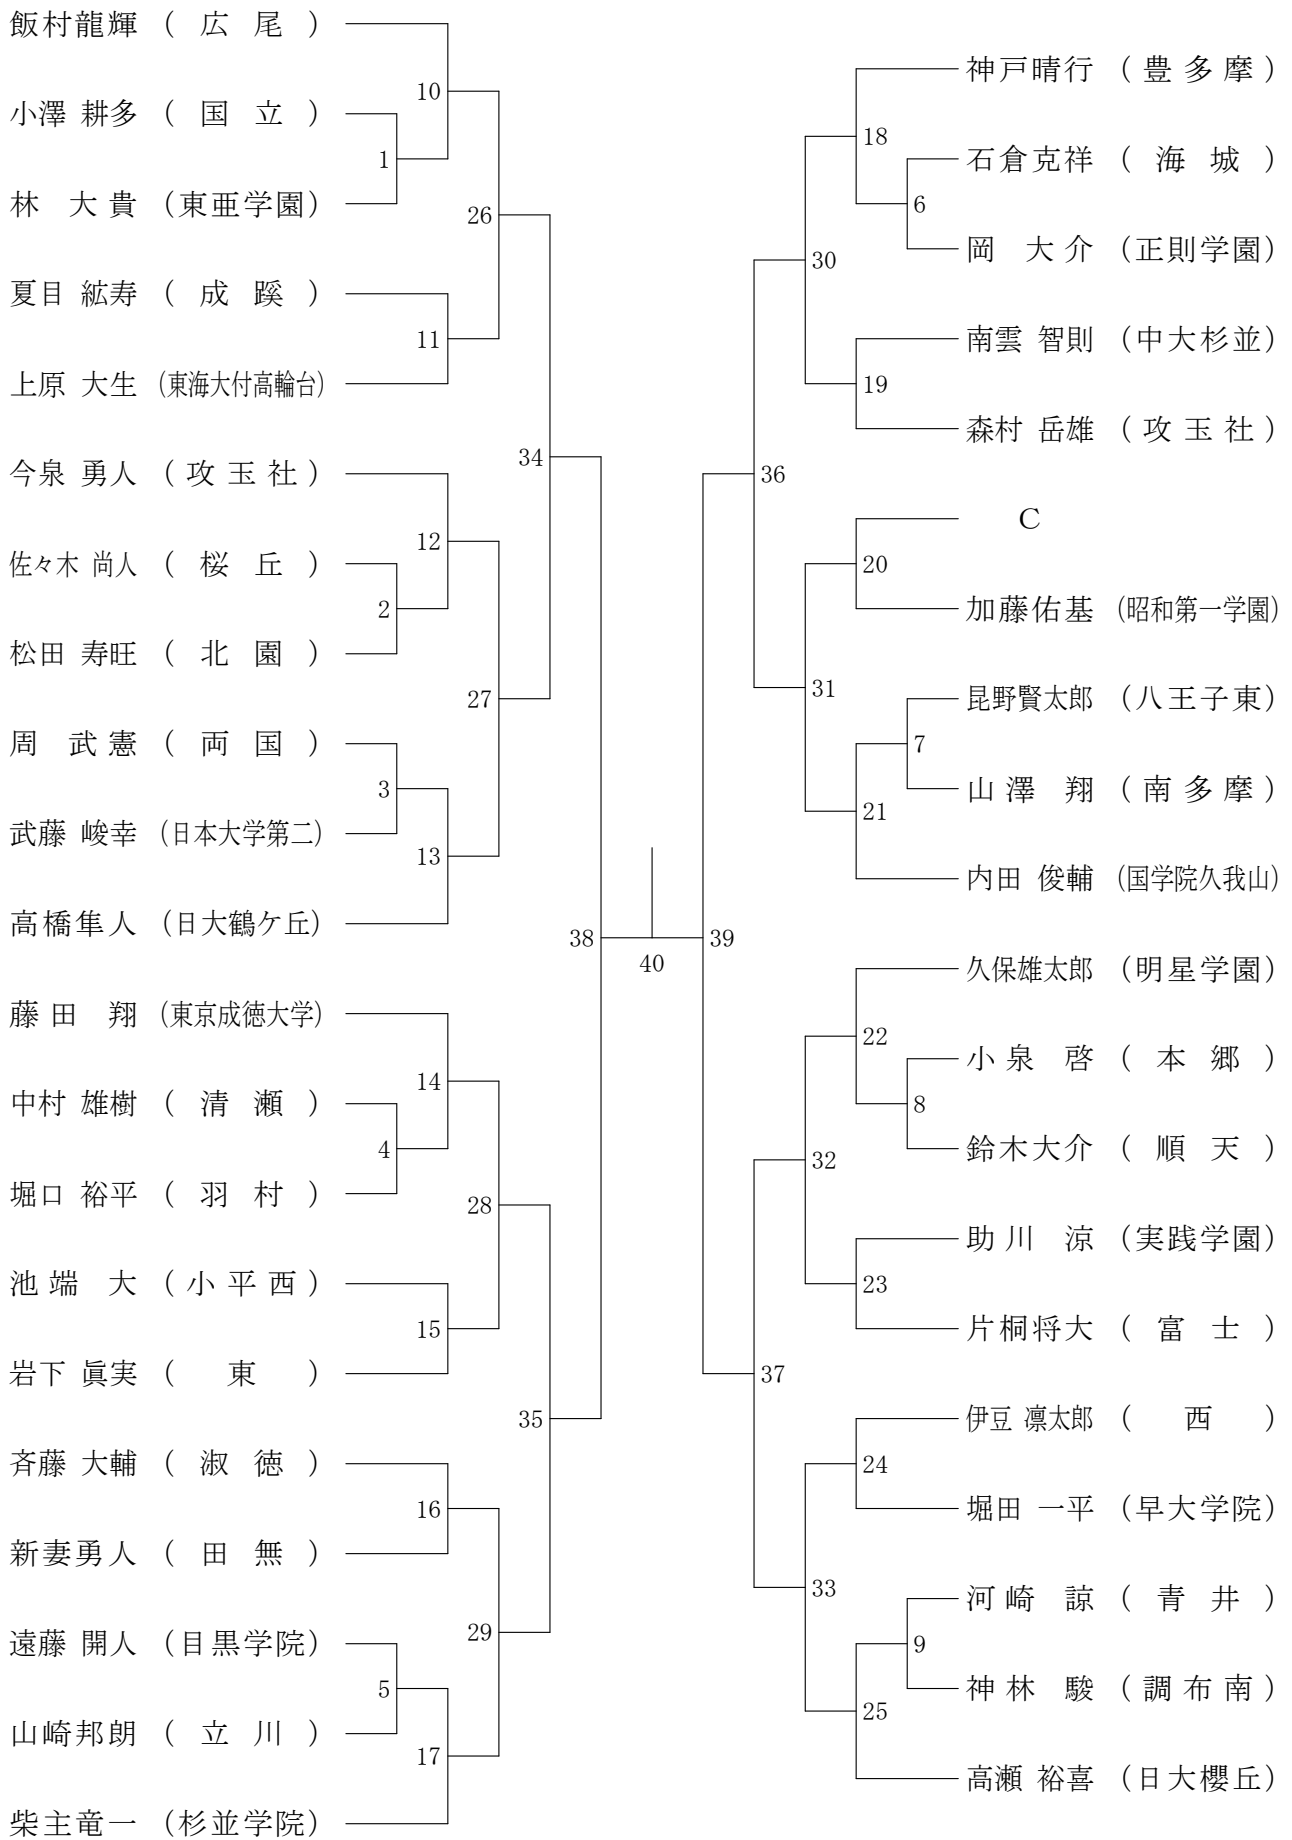 飯村龍輝 ( 広 尾 )
10
小澤 耕多 ( 国 立 )
1
林 大貴 (東亜学園)
26
夏目 紘寿 ( 成 蹊 )
11
上原 大生 (東海大付高輪台)
34
今泉 勇人 ( 攻 玉 社 )
12
佐々木 尚人 ( 桜 丘 )
2
松田 寿旺 ( 北 園 )
27
周 武憲 ( 両 国 )
3
武藤 峻幸 (日本大学第二)
13
高橋隼人 (日大鶴ケ丘)
38
藤田 翔 (東京成徳大学)
14
中村 雄樹 ( 清 瀬 )
4
堀口 裕平 ( 羽 村 )
28
池端 大 ( 小 平 西 )
15
岩下 眞実 ( 東 )
35
斉藤 大輔 ( 淑 徳 )
16
新妻勇人 ( 田 無 )
29
遠藤 開人 (目黒学院)
5
山崎邦朗 ( 立 川 )
17
柴主竜一 (杉並学院)
40
神戸晴行 ( 豊 多 摩 )
18
石倉克祥 ( 海 城 )
6
岡 大介 (正則学園)
30
南雲 智則 (中大杉並)
19
森村 岳雄 ( 攻 玉 社 )
36
C
20
加藤佑基 (昭和第一学園)
31
昆野賢太郎 (八王子東)
7
山澤 翔 ( 南 多 摩 )
21
内田 俊輔 (国学院久我山)
39
久保雄太郎 (明星学園)
22
小泉 啓 ( 本 郷 )
8
鈴木大介 ( 順 天 )
32
助川 涼 (実践学園)
23
片桐将大 ( 富 士 )
37
伊豆 凛太郎 ( 西 )
24
堀田 一平 (早大学院)
33
河崎 諒 ( 青 井 )
9
神林 駿 ( 調 布 南 )
25
高瀬 裕喜 (日大櫻丘)